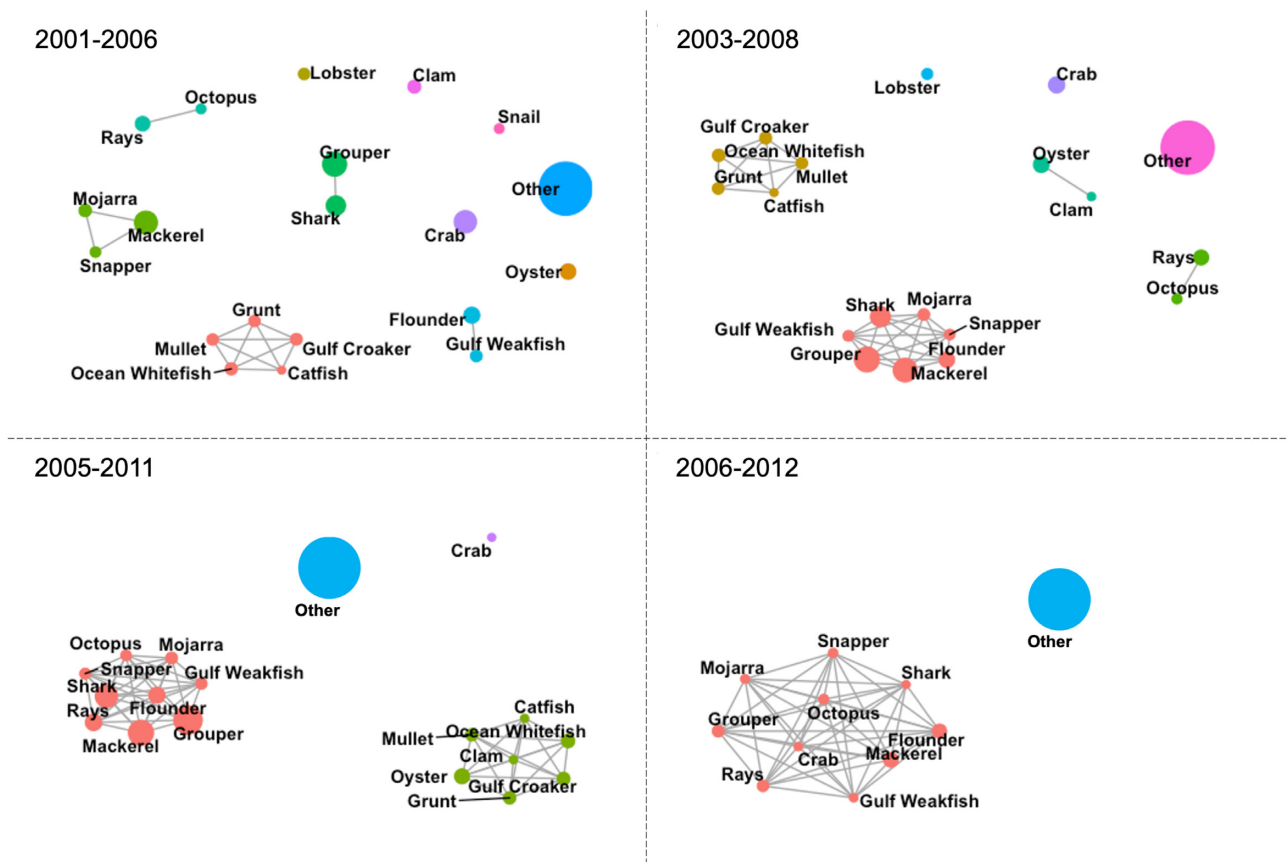 2001-2006
Lobster
Clam
Octopus
Rays
Snail
Grouper
Other
Mojarra
Shark
Mackerel
Crab
Snapper
Oyster
Grunt
Flounder
Mullet
Gulf Croaker
Gulf Weakfish
Ocean Whitefish
Catfish
2003-2008
Crab
Lobster
Gulf Croaker
Ocean Whitefish
Oyster
Other
Grunt
Mullet
Catfish
Clam
Rays
Octopus
Shark
Mojarra
Gulf Weakfish
Snapper
Grouper
Flounder
Mackerel
2005-2011
Crab
Other
Octopus
Mojarra
Snapper
Gulf Weakfish
Shark
Rays
Flounder
Grouper
Mackerel
Catfish
Mullet
Ocean Whitefish
Clam
Oyster
Gulf Croaker
Grunt
2006-2012
Other
Snapper
Mojarra
Shark
Grouper
Octopus
Flounder
Mackerel
Crab
Rays
Gulf Weakfish